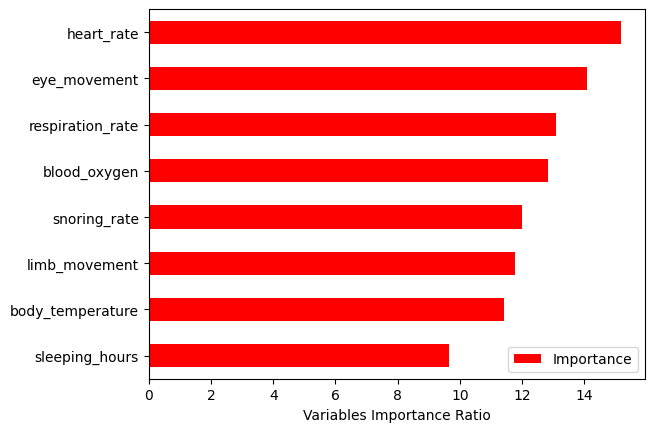 heart_rate
eye_movement
respiration_rate
blood_oxygen
snoring_rate
limb_movement
body_temperature
sleeping_hours
Importance
0 2 4 6 8 10 12 14
Variables Importance Ratio